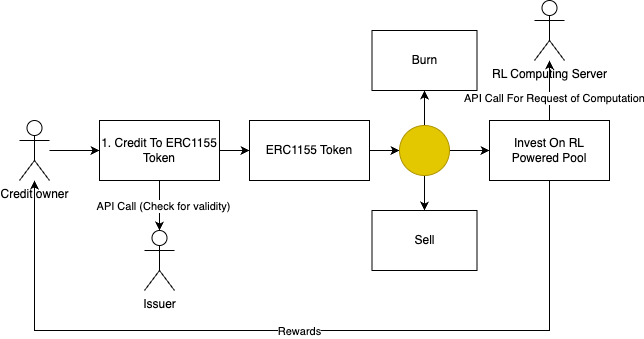 Burn
RL Computing Server
API Call For Request of Computation
1. Credit To ERC1155
Token
ERC1155 Token
Invest On RL
Powered Pool
Credit owner
API Call (Check for validity)
Sell
Issuer
Rewards